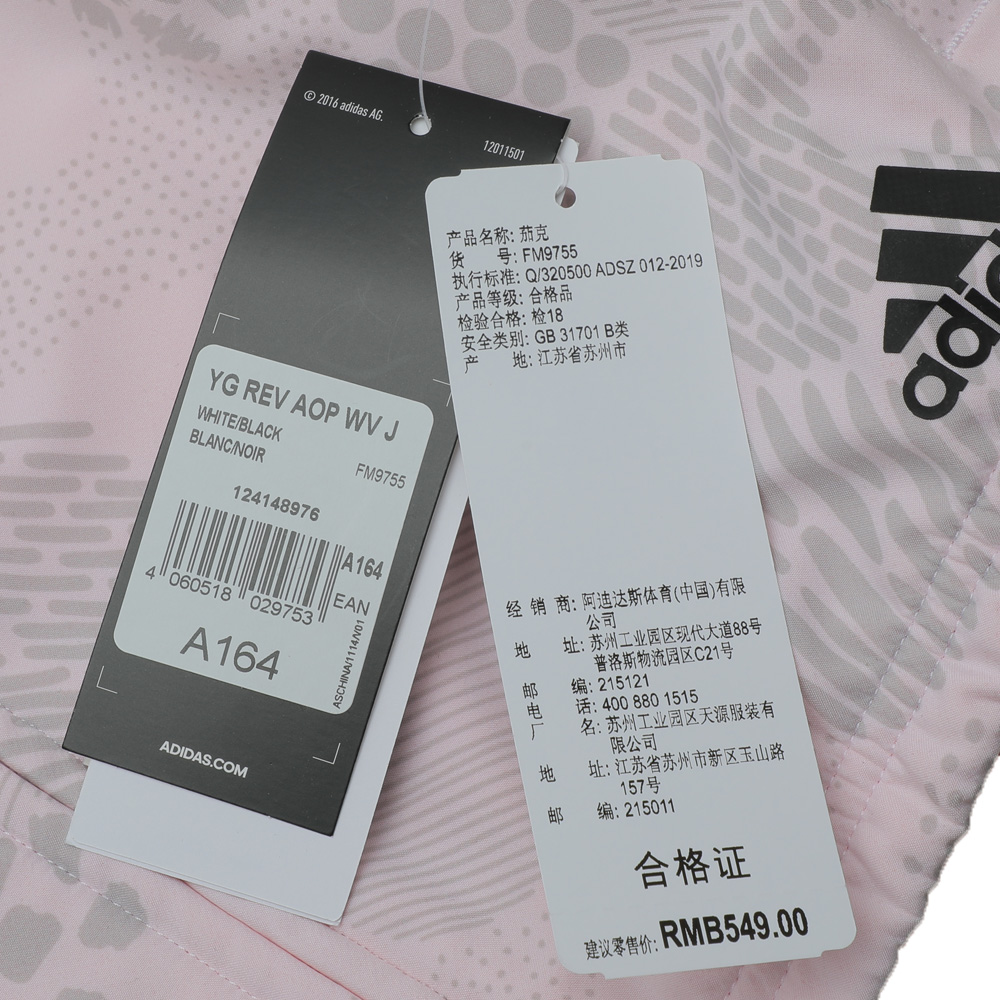 © 2016 adidas AG.
12011501
YG REV AOP WV J
WHITE/BLACK
BLANC/NOIR
FM9755
124148976
A164
4 060518 029753 EAN
A164
ASCHINA/1114/N01
ADIDAS.COM
产品名称: 茄克
货 号: FM9755
执行标准: Q/320500 ADSZ 012-2019
产品等级: 合格品
检验合格: 检18
安全类别: GB 31701 B类
产 地: 江苏省苏州市
经 销 商: 阿迪达斯体育(中国)有限
公司
地 址: 苏州工业园区现代大道88号
普洛斯物流园区C21号
邮 编: 215121
电 话: 400 880 1515
厂 名: 苏州工业园区天源服装有
限公司
地 址: 江苏省苏州市新区玉山路
157号
邮 编: 215011
合格证
建议零售价: RMB549.00
adid